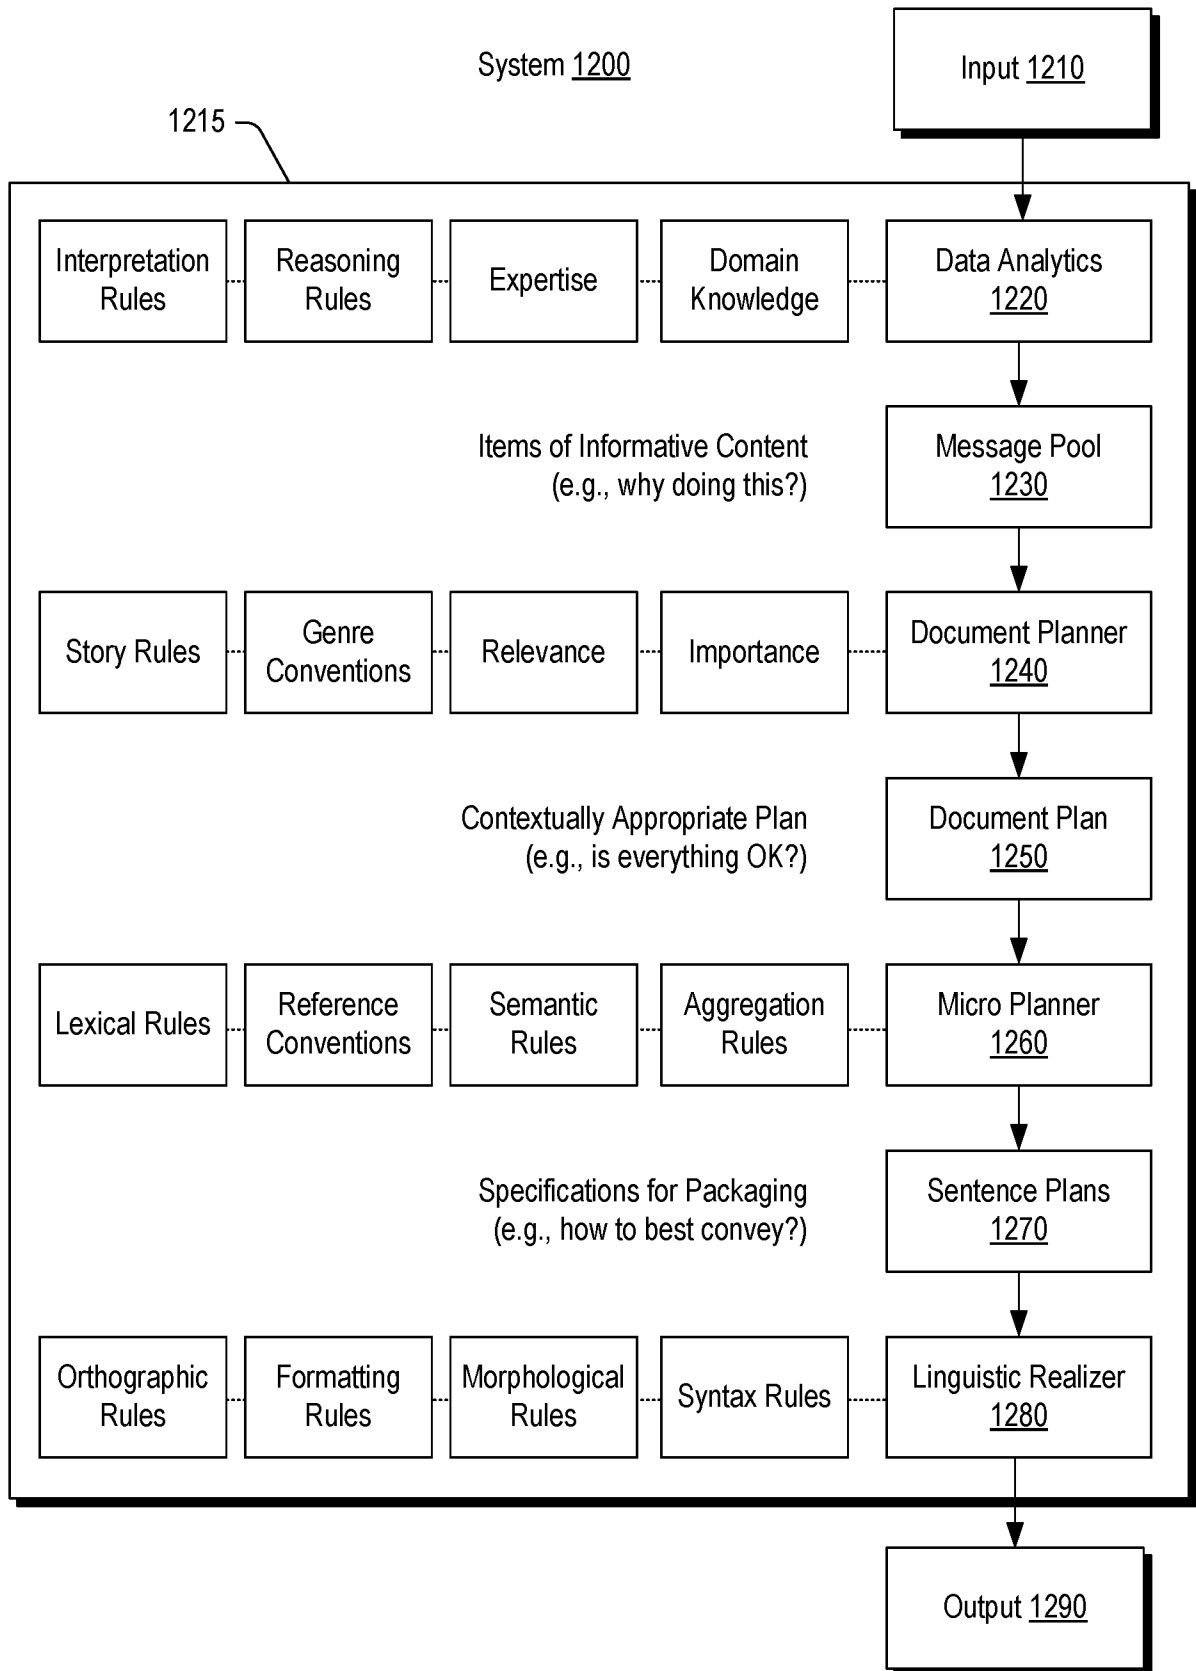 System 1200
Input 1210
1215
Interpretation
Rules
Reasoning
Rules
Expertise
Domain
Knowledge
Data Analytics
1220
Items of Informative Content
(e.g., why doing this?)
Message Pool
1230
Story Rules
Genre
Conventions
Relevance
Importance
Document Planner
1240
Contextually Appropriate Plan
(e.g., is everything OK?)
Document Plan
1250
Lexical Rules
Reference
Conventions
Semantic
Rules
Aggregation
Rules
Micro Planner
1260
Specifications for Packaging
(e.g., how to best convey?)
Sentence Plans
1270
Orthographic
Rules
Formatting
Rules
Morphological
Rules
Syntax Rules
Linguistic Realizer
1280
Output 1290